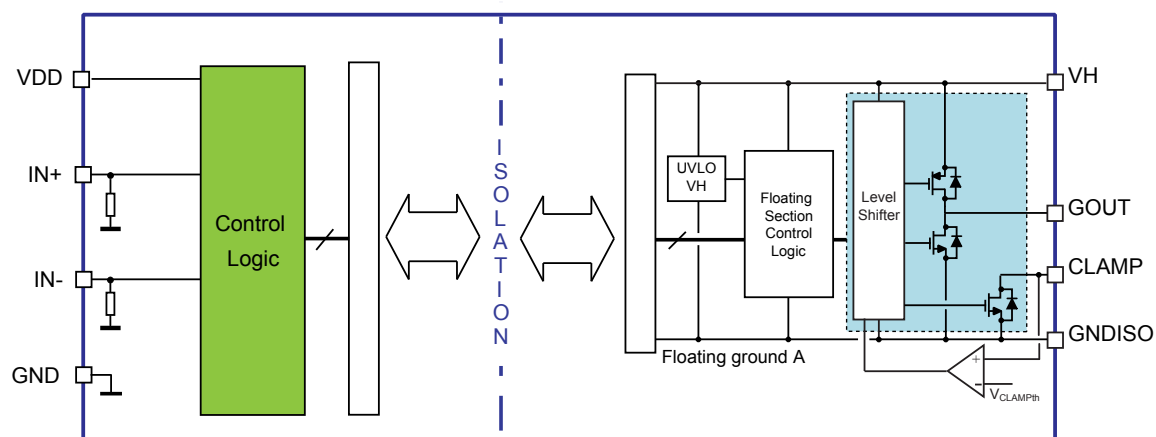 VDD
IN+
IN-
GND
Control
Logic
ISOLATION
UVLO
VH
Floating
Section
Control
Logic
Level
Shifter
Floating ground A
+
-
VCLAMPth
VH
GOUT
CLAMP
GNDISO